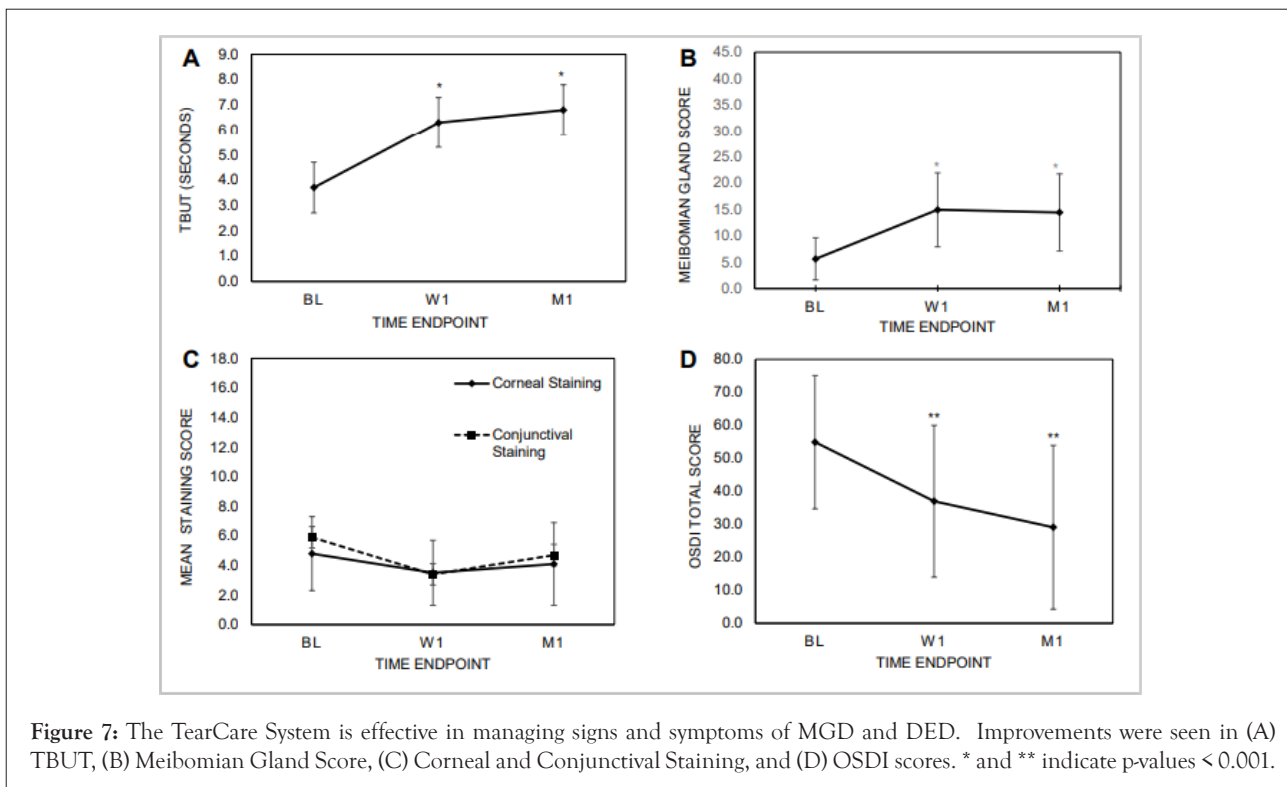 A
9.0
8.0
7.0
6.0
5.0
4.0
3.0
2.0
1.0
0.0
TBUT (SECONDS)
* *
BL W1 M1
TIME ENDPOINT
B
45.0
40.0
35.0
30.0
25.0
20.0
15.0
10.0
5.0
0.0
MEIBOMIAN GLAND SCORE
* *
BL W1 M1
TIME ENDPOINT
C
18.0
16.0
14.0
12.0
10.0
8.0
6.0
4.0
2.0
0.0
MEAN STAINING SCORE
Corneal Staining
Conjunctival
Staining
BL W1 M1
TIME ENDPOINT
D
80.0
70.0
60.0
50.0
40.0
30.0
20.0
10.0
0.0
OSDI TOTAL SCORE
** **
BL W1 M1
TIME ENDPOINT
Figure 7: The TearCare System is effective in managing signs and symptoms of MGD and DED. Improvements were seen in (A)
TBUT, (B) Meibomian Gland Score, (C) Corneal and Conjunctival Staining, and (D) OSDI scores. * and ** indicate p-values < 0.001.